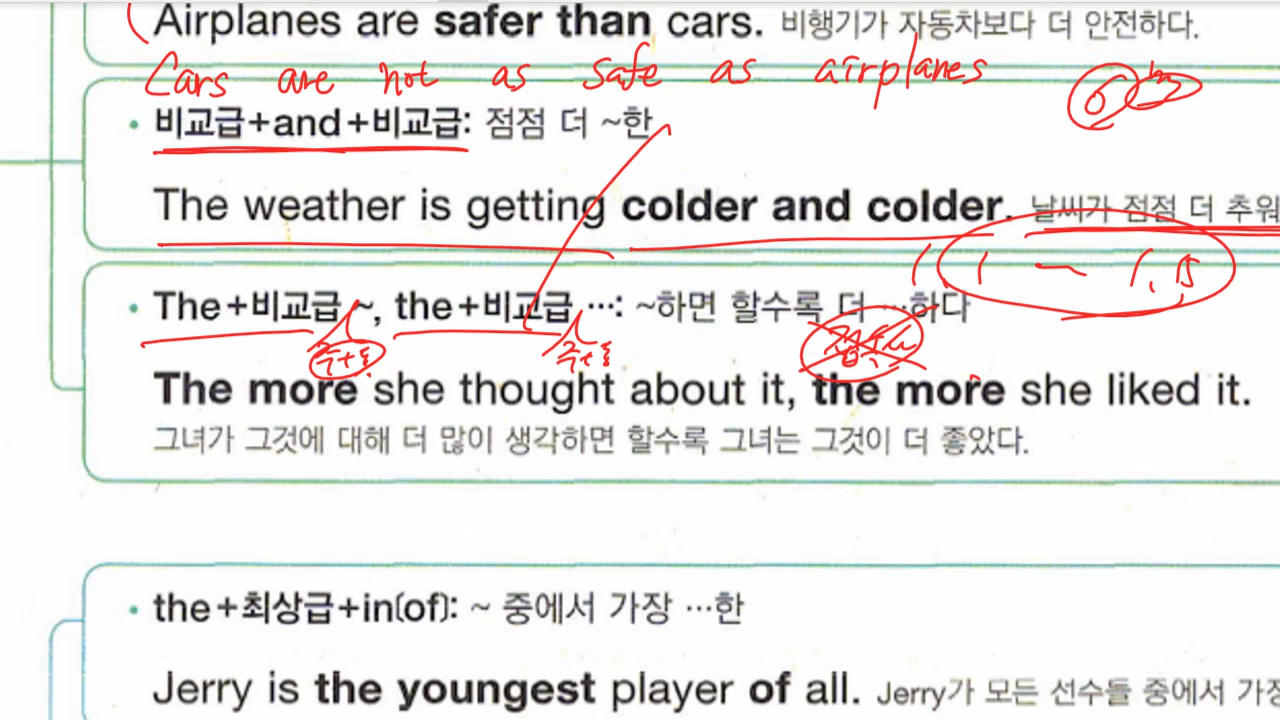 Airplanes are safer than cars. 비행기가 자동차보다 더 안전하다.
Cars are not as safe as airplanes
• 비교급+and+비교급: 점점 더 ~한
The weather is getting colder and colder. 날씨가 점점 더 추워
• The+비교급 ~, the+비교급 …: ~하면 할수록 더 …하다
주+동 주+동
The more she thought about it, the more she liked it.
그녀가 그것에 대해 더 많이 생각하면 할수록 그녀는 그것이 더 좋았다.
• the+최상급+in(of): ~ 중에서 가장 …한
Jerry is the youngest player of all. Jerry가 모든 선수들 중에서 가장